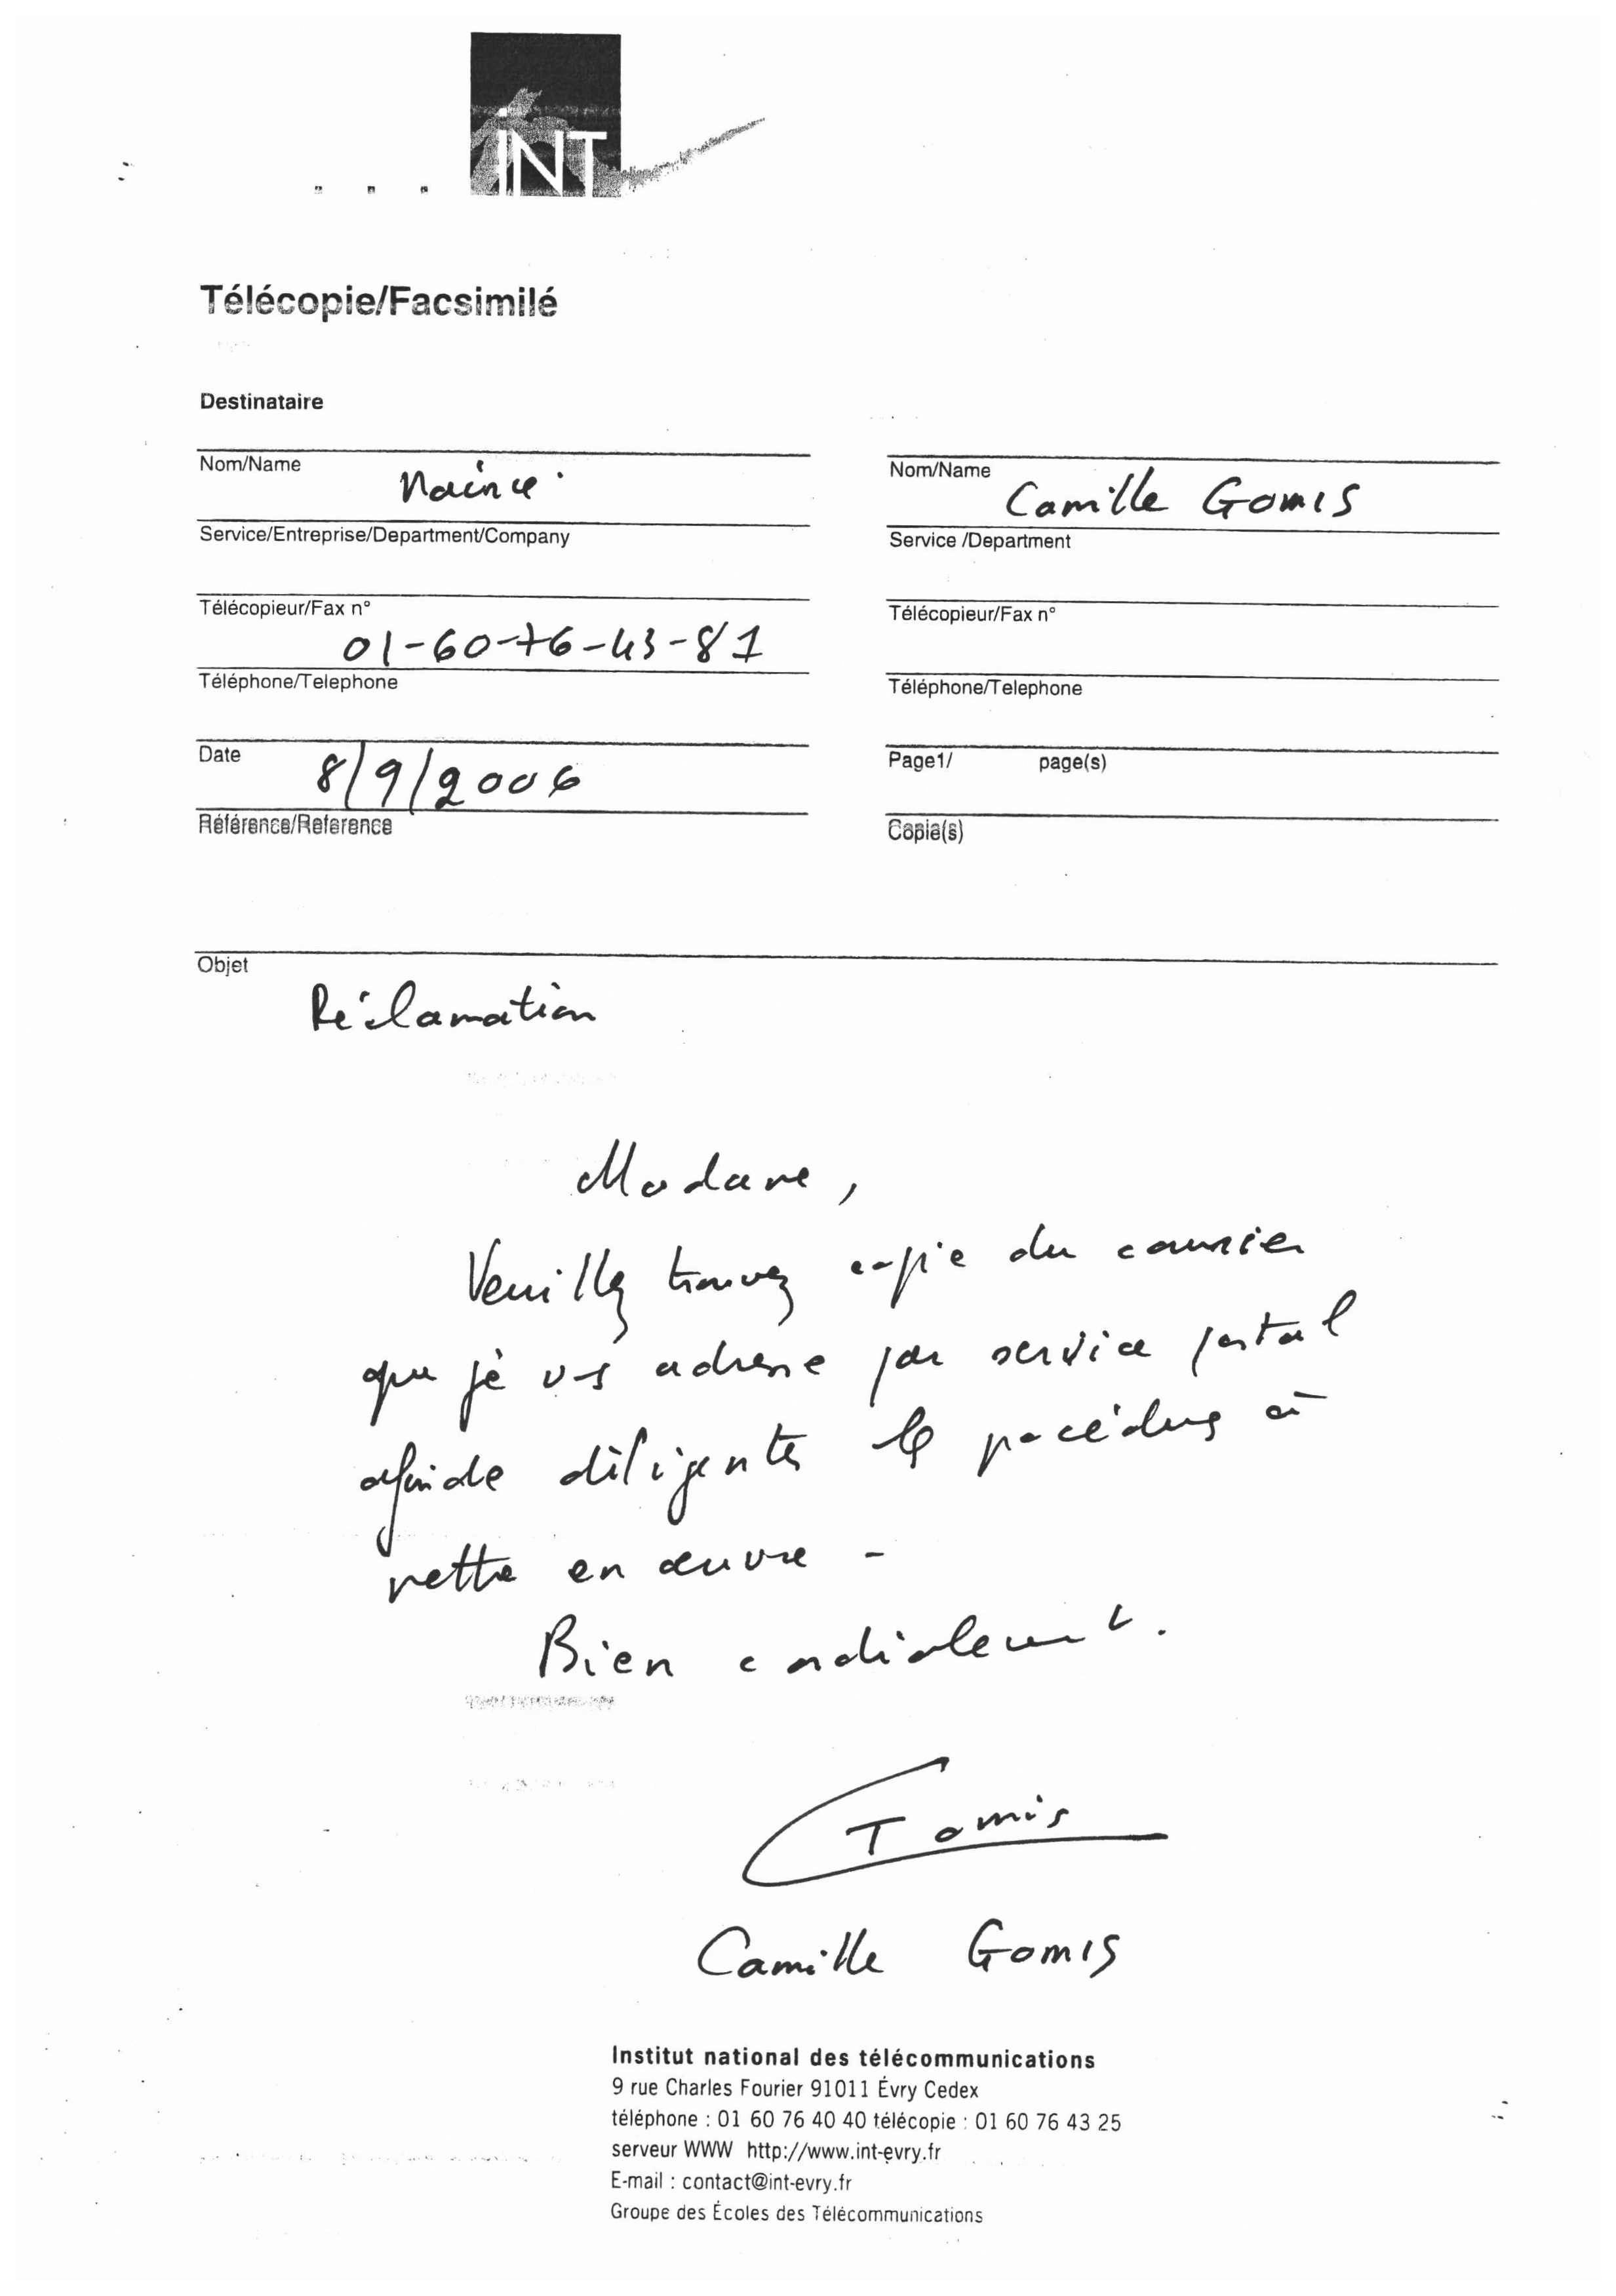 iNT
Télécopie/Facsimilé
Destinataire
Nom/Name
Nom/Name Camille Gomis
Service/Entreprise/Department/Company
Service /Department
Télécopieur/Fax n° 01-60-76-43-81
Télécopieur/Fax n°
Téléphone/Telephone
Téléphone/Telephone
Date 8/9/2006
Page1/ page(s)
Référence/Reference
Copie(s)
Objet
Réclamation
Madame,
Veuillez trouvez copie du courrier
que je vs adresse par service postal
afin de diligenter les procédures à
mettre en œuvre -
Bien cordialement.
Gomis
Camille Gomis
Institut national des télécommunications
9 rue Charles Fourier 91011 Évry Cedex
téléphone : 01 60 76 40 40 télécopie : 01 60 76 43 25
serveur WWW http://www.int-evry.fr
E-mail : contact@int-evry.fr
Groupe des Écoles des Télécommunications